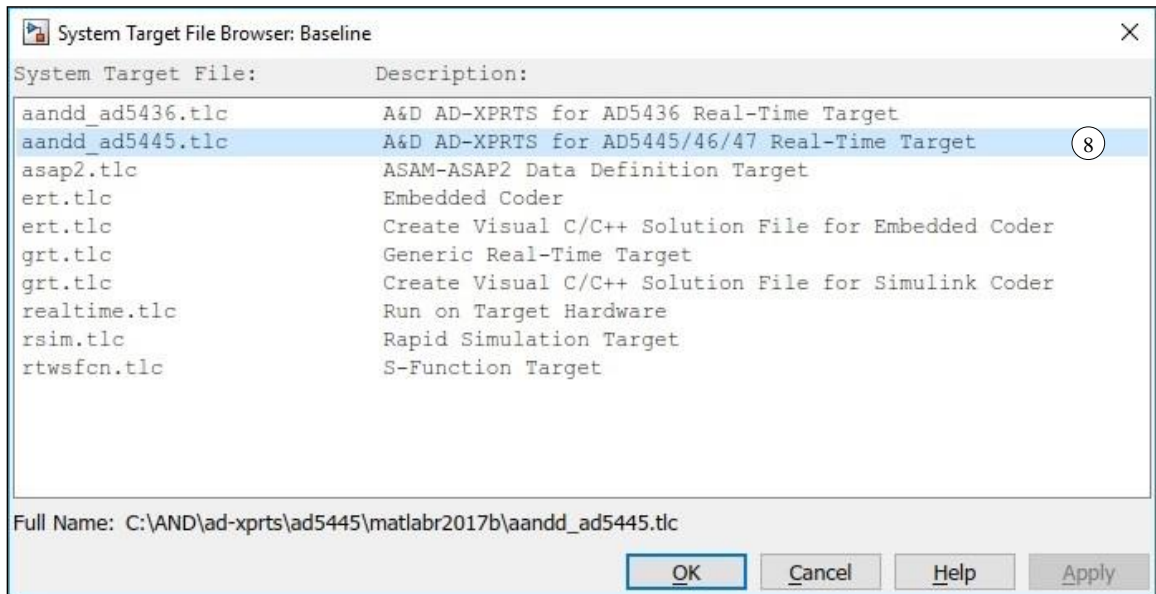 System Target File Browser: Baseline
System Target File: Description:
aandd_ad5436.tlc A&D AD-XPRTS for AD5436 Real-Time Target
aandd_ad5445.tlc A&D AD-XPRTS for AD5445/46/47 Real-Time Target 8
asap2.tlc ASAM-ASAP2 Data Definition Target
ert.tlc Embedded Coder
ert.tlc Create Visual C/C++ Solution File for Embedded Coder
grt.tlc Generic Real-Time Target
grt.tlc Create Visual C/C++ Solution File for Simulink Coder
realtime.tlc Run on Target Hardware
rsim.tlc Rapid Simulation Target
rtwsfcn.tlc S-Function Target
Full Name: C:\AND\ad-xprts\ad5445\matlabr2017b\aandd_ad5445.tlc
OK Cancel Help Apply